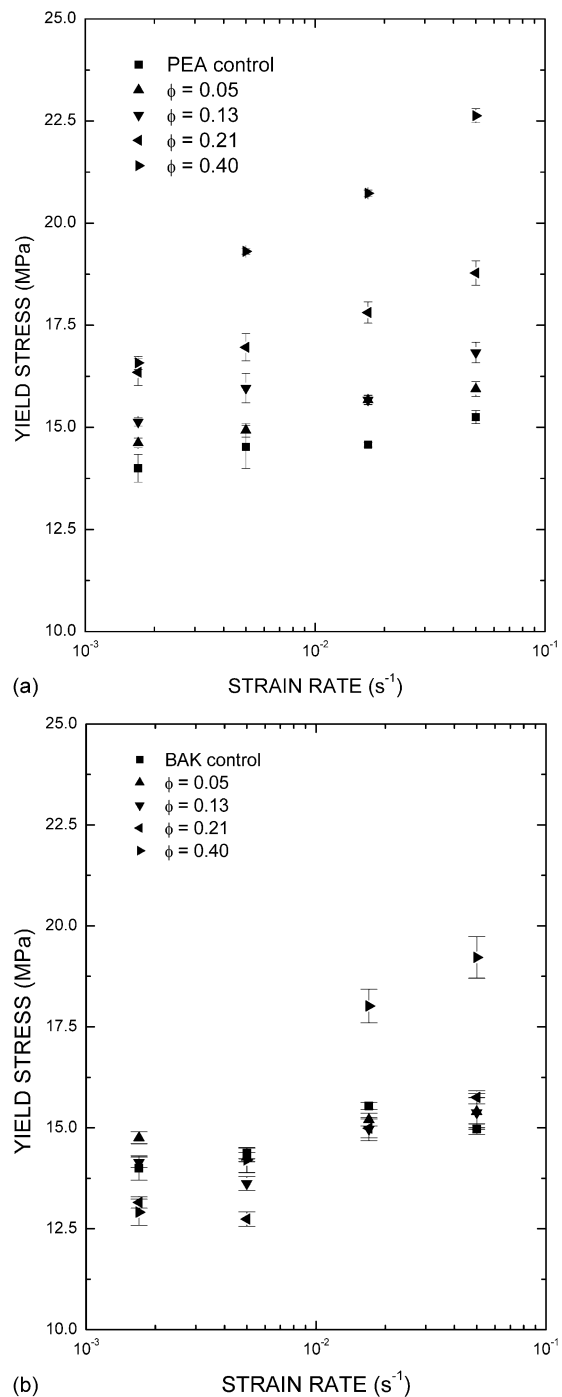 PEA control
ϕ = 0.05
ϕ = 0.13
ϕ = 0.21
ϕ = 0.40
25.0
22.5
20.0
17.5
15.0
12.5
10.0
YIELD STRESS (MPa)
10⁻³
10⁻²
10⁻¹
(a) STRAIN RATE (s⁻¹)
BAK control
ϕ = 0.05
ϕ = 0.13
ϕ = 0.21
ϕ = 0.40
25.0
22.5
20.0
17.5
15.0
12.5
10.0
YIELD STRESS (MPa)
10⁻³
10⁻²
10⁻¹
(b) STRAIN RATE (s⁻¹)